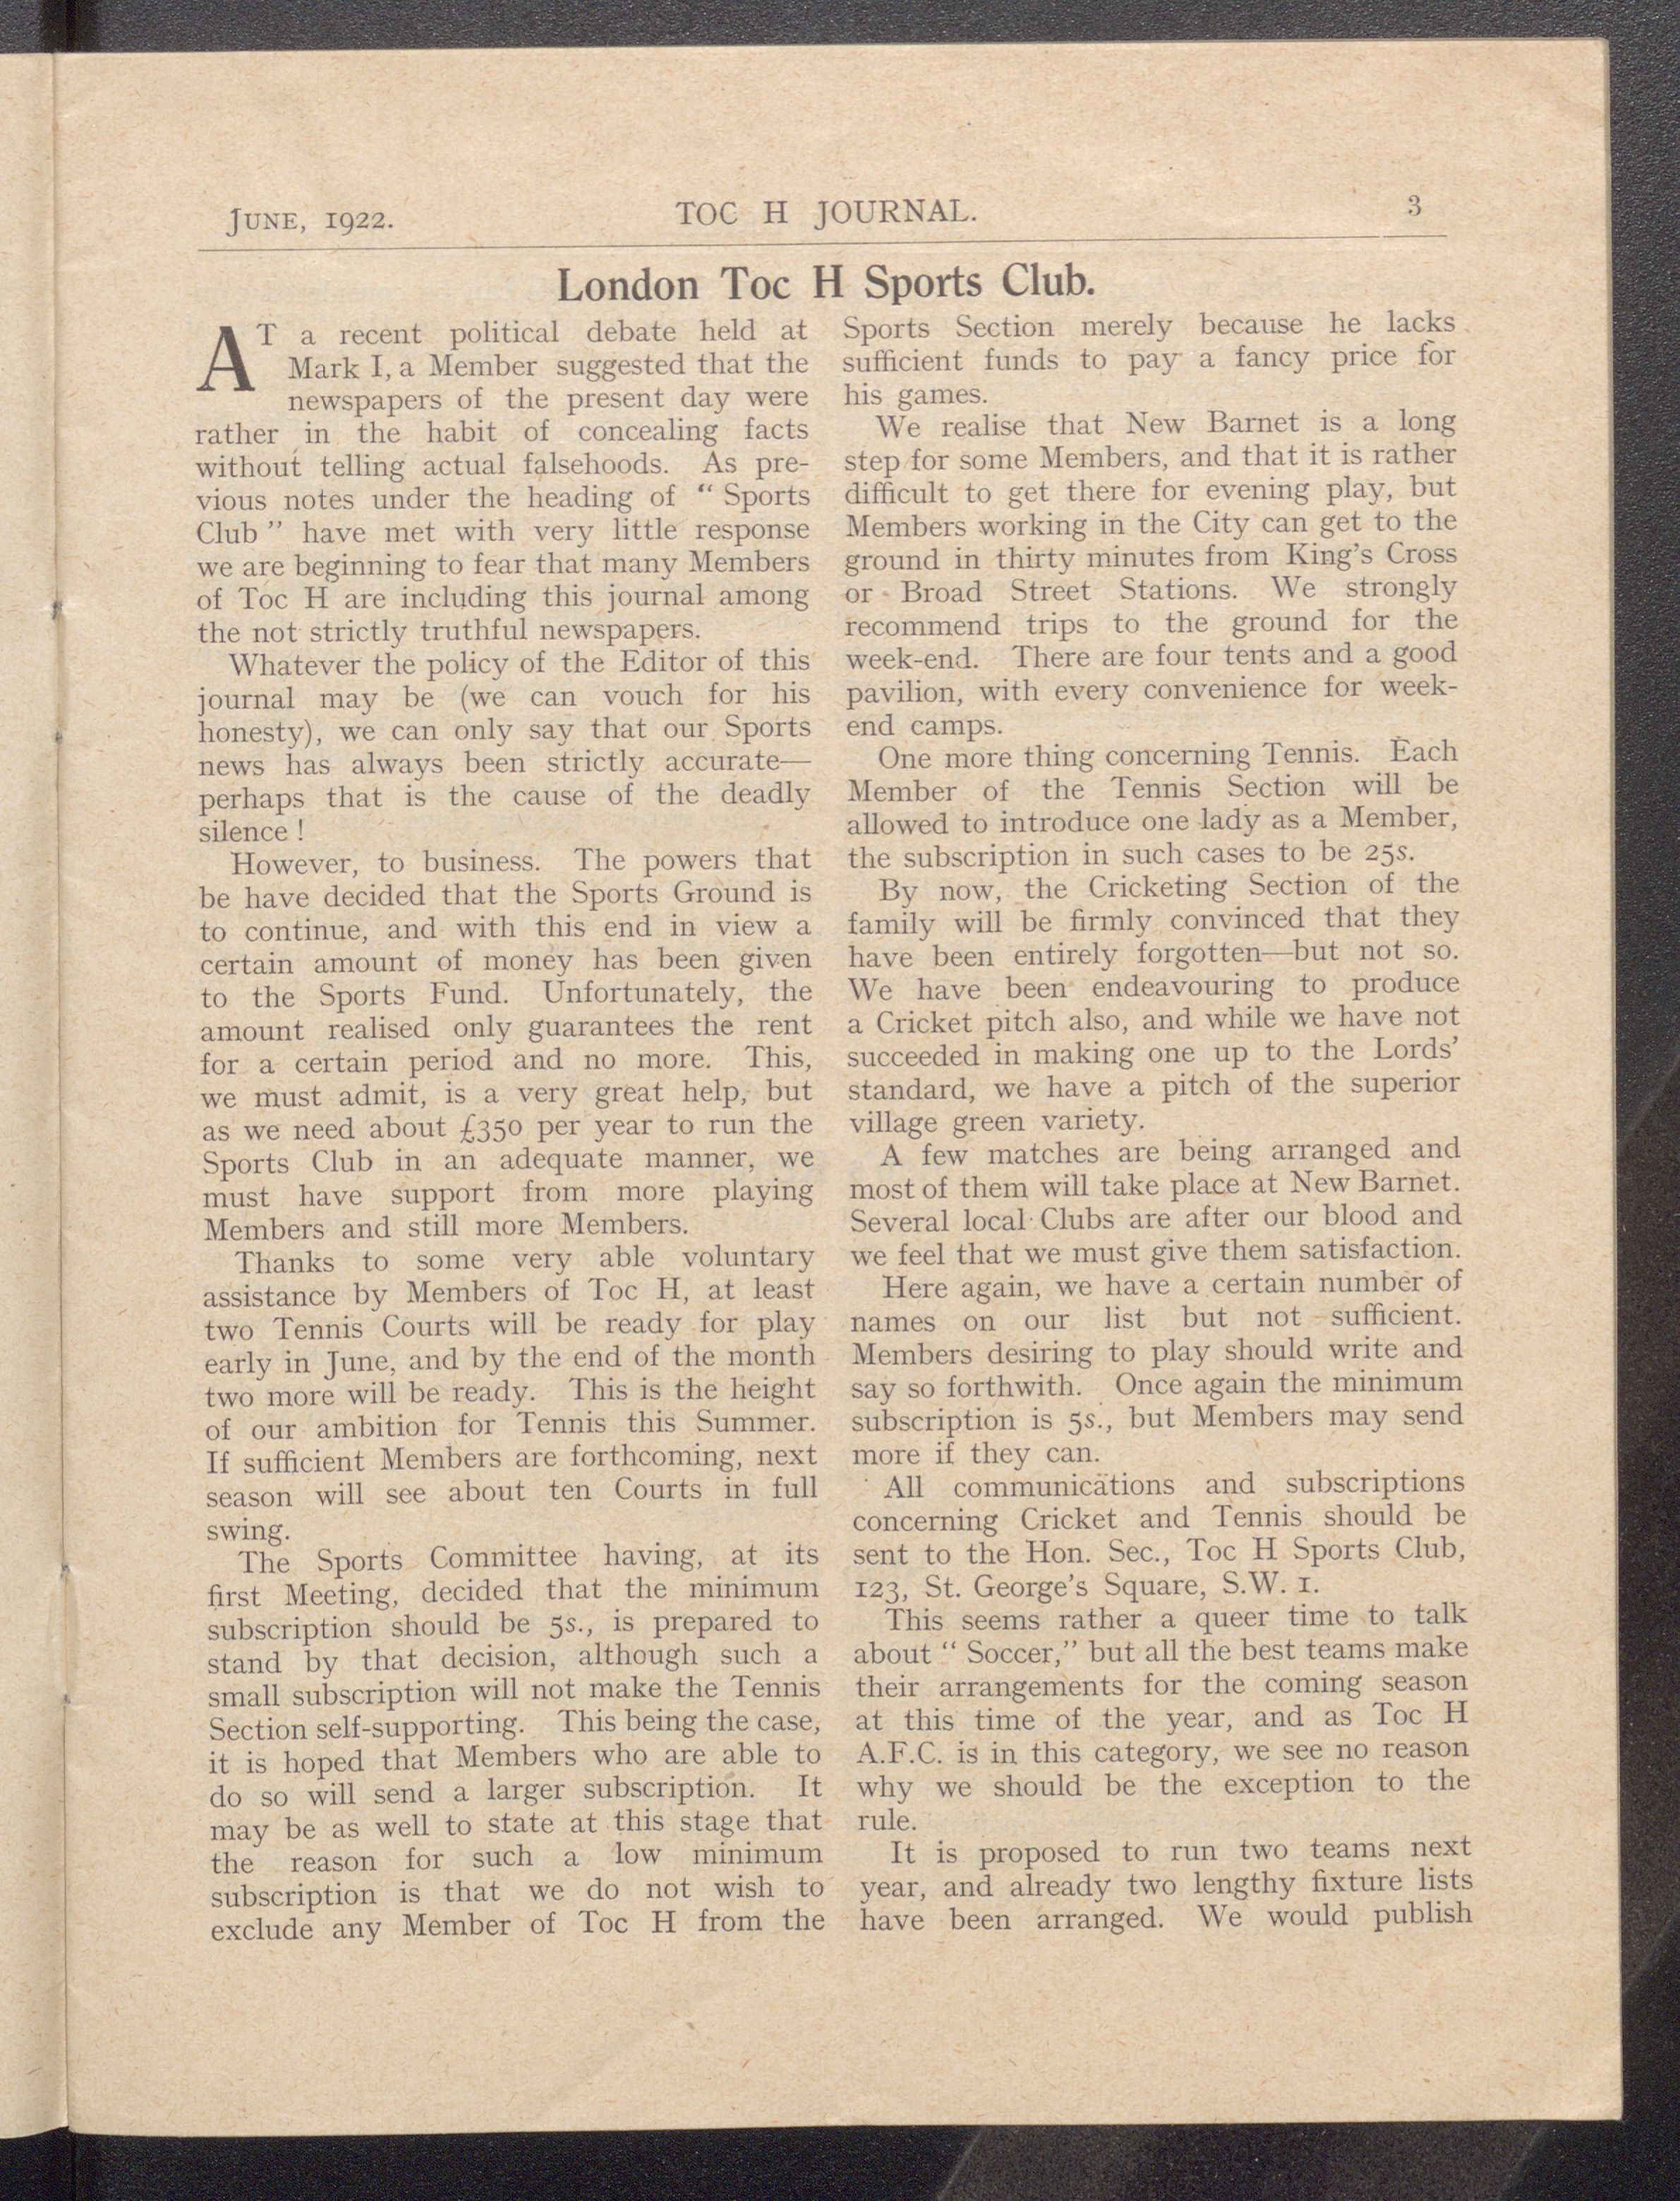 JUNE, 1922.
TOC H JOURNAL.
3
London Toc H Sports Club.
AT a recent political debate held at
Mark I, a Member suggested that the
newspapers of the present day were
rather in the habit of concealing facts
without telling actual falsehoods. As pre-
vious notes under the heading of “ Sports
Club ” have met with very little response
we are beginning to fear that many Members
of Toc H are including this journal among
the not strictly truthful newspapers.
Whatever the policy of the Editor of this
journal may be (we can vouch for his
honesty), we can only say that our Sports
news has always been strictly accurate—
perhaps that is the cause of the deadly
silence !
However, to business. The powers that
be have decided that the Sports Ground is
to continue, and with this end in view a
certain amount of money has been given
to the Sports Fund. Unfortunately, the
amount realised only guarantees the rent
for a certain period and no more. This,
we must admit, is a very great help, but
as we need about £350 per year to run the
Sports Club in an adequate manner, we
must have support from more playing
Members and still more Members.
Thanks to some very able voluntary
assistance by Members of Toc H, at least
two Tennis Courts will be ready for play
early in June, and by the end of the month
two more will be ready. This is the height
of our ambition for Tennis this Summer.
If sufficient Members are forthcoming, next
season will see about ten Courts in full
swing.
The Sports Committee having, at its
first Meeting, decided that the minimum
subscription should be 5s., is prepared to
stand by that decision, although such a
small subscription will not make the Tennis
Section self-supporting. This being the case,
it is hoped that Members who are able to
do so will send a larger subscription. It
may be as well to state at this stage that
the reason for such a low minimum
subscription is that we do not wish to
exclude any Member of Toc H from the
Sports Section merely because he lacks
sufficient funds to pay a fancy price for
his games.
We realise that New Barnet is a long
step for some Members, and that it is rather
difficult to get there for evening play, but
Members working in the City can get to the
ground in thirty minutes from King’s Cross
or Broad Street Stations. We strongly
recommend trips to the ground for the
week-end. There are four tents and a good
pavilion, with every convenience for week-
end camps.
One more thing concerning Tennis. Each
Member of the Tennis Section will be
allowed to introduce one lady as a Member,
the subscription in such cases to be 25s.
By now, the Cricketing Section of the
family will be firmly convinced that they
have been entirely forgotten—but not so.
We have been endeavouring to produce
a Cricket pitch also, and while we have not
succeeded in making one up to the Lords’
standard, we have a pitch of the superior
village green variety.
A few matches are being arranged and
most of them will take place at New Barnet.
Several local Clubs are after our blood and
we feel that we must give them satisfaction.
Here again, we have a certain number of
names on our list but not sufficient.
Members desiring to play should write and
say so forthwith. Once again the minimum
subscription is 5s., but Members may send
more if they can.
All communications and subscriptions
concerning Cricket and Tennis should be
sent to the Hon. Sec., Toc H Sports Club,
123, St. George’s Square, S.W. 1.
This seems rather a queer time to talk
about “ Soccer,” but all the best teams make
their arrangements for the coming season
at this time of the year, and as Toc H
A.F.C. is in this category, we see no reason
why we should be the exception to the
rule.
It is proposed to run two teams next
year, and already two lengthy fixture lists
have been arranged. We would publish